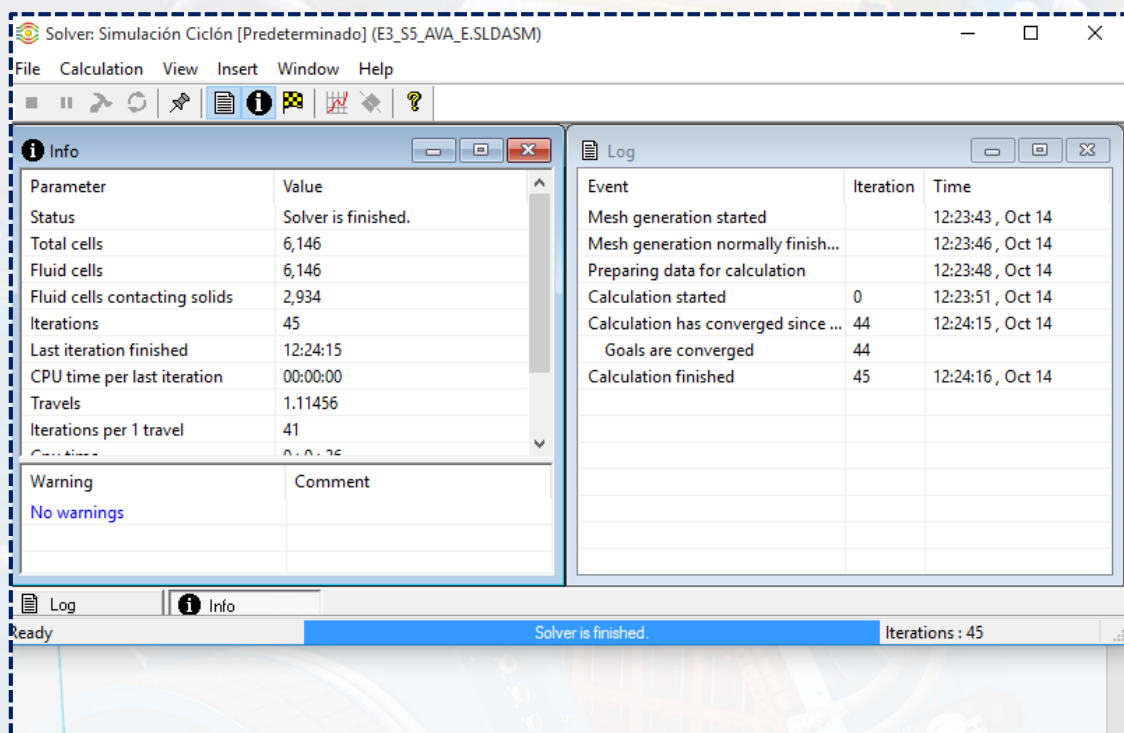 Solver: Simulación Ciclón [Predeterminado] (E3_S5_AVA_E.SLDASM)
File Calculation View Insert Window Help
Info
Parameter Value
Status Solver is finished.
Total cells 6,146
Fluid cells 6,146
Fluid cells contacting solids 2,934
Iterations 45
Last iteration finished 12:24:15
CPU time per last iteration 00:00:00
Travels 1.11456
Iterations per 1 travel 41
Cpu time 0 : 0 : 26
Warning Comment
No warnings
Log
Event Iteration Time
Mesh generation started 12:23:43 , Oct 14
Mesh generation normally finish... 12:23:46 , Oct 14
Preparing data for calculation 12:23:48 , Oct 14
Calculation started 0 12:23:51 , Oct 14
Calculation has converged since ... 44 12:24:15 , Oct 14
Goals are converged 44
Calculation finished 45 12:24:16 , Oct 14
Log Info
Ready Solver is finished. Iterations : 45